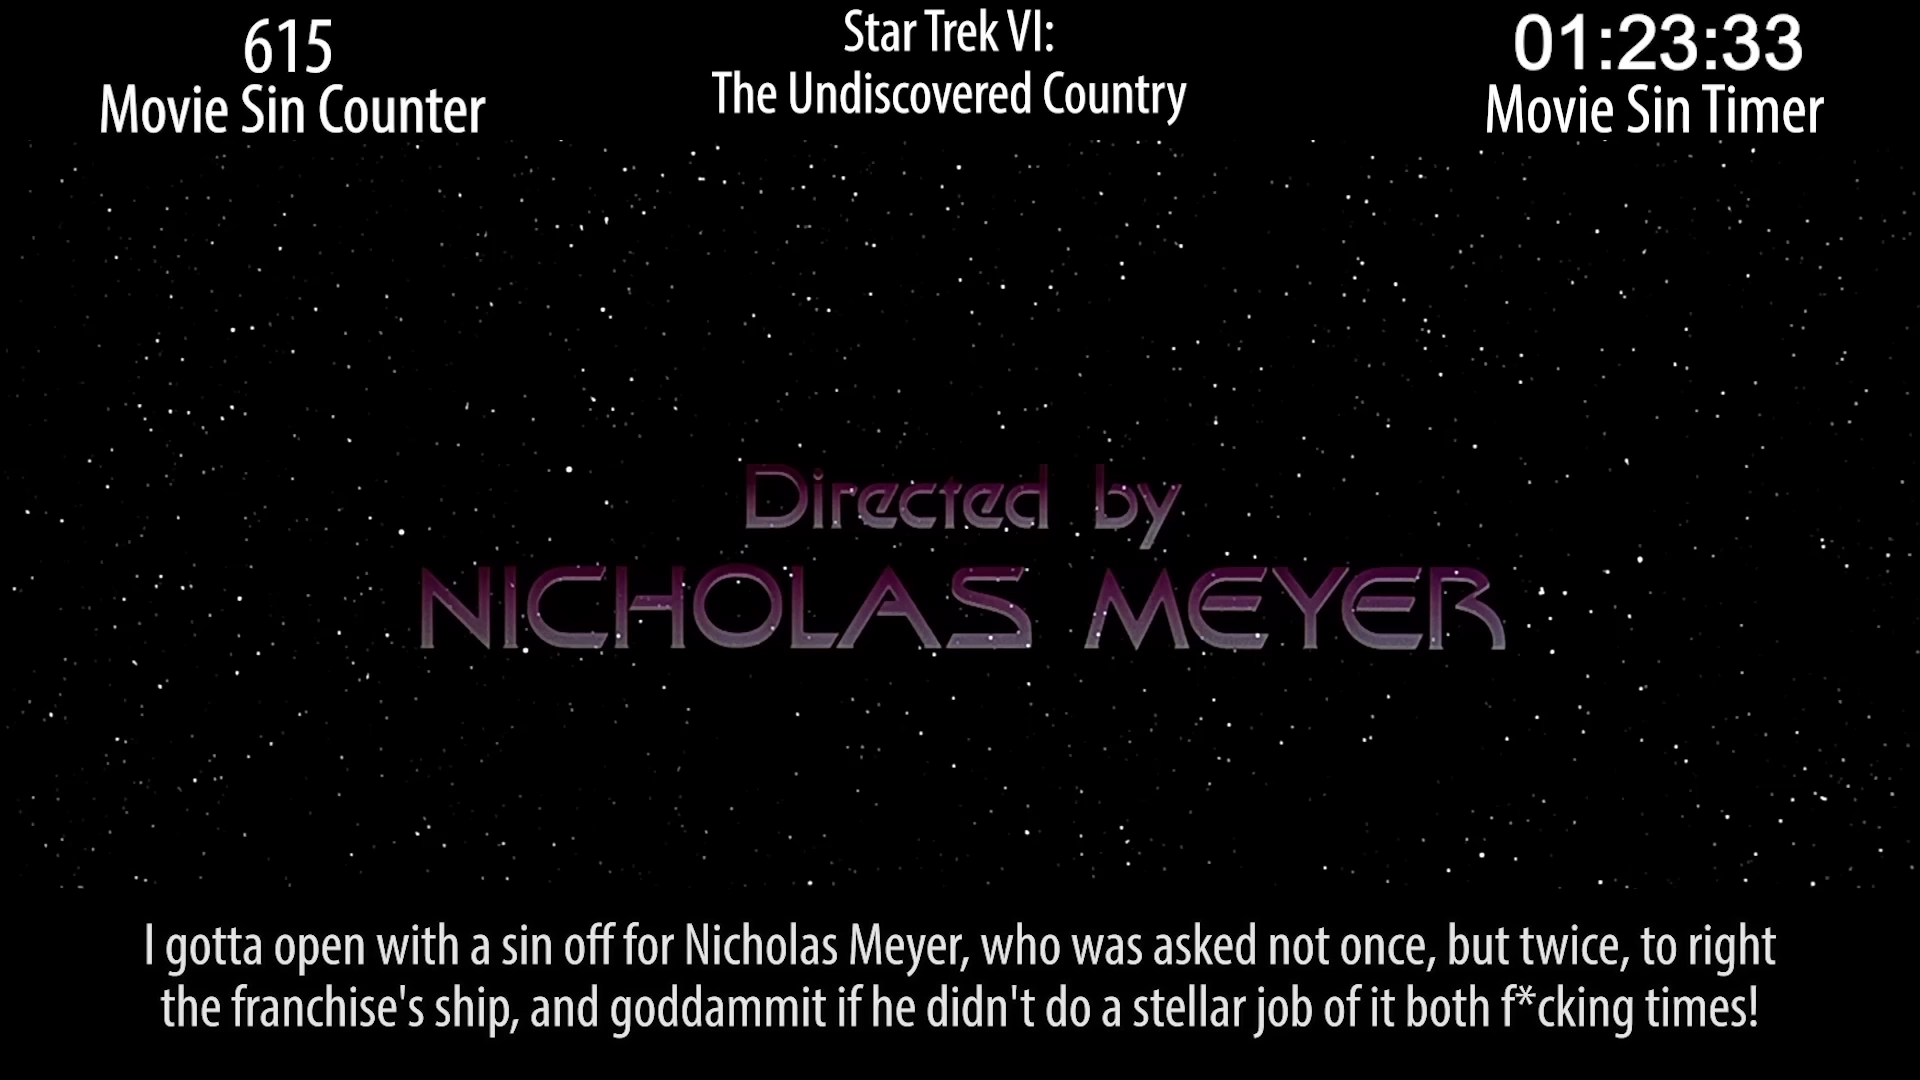 615
Movie Sin Counter
Star Trek VI:
The Undiscovered Country
01:23:33
Movie Sin Timer
Directed by
NICHOLAS MEYER
I gotta open with a sin off for Nicholas Meyer, who was asked not once, but twice, to right
the franchise's ship, and goddammit if he didn't do a stellar job of it both f*cking times!